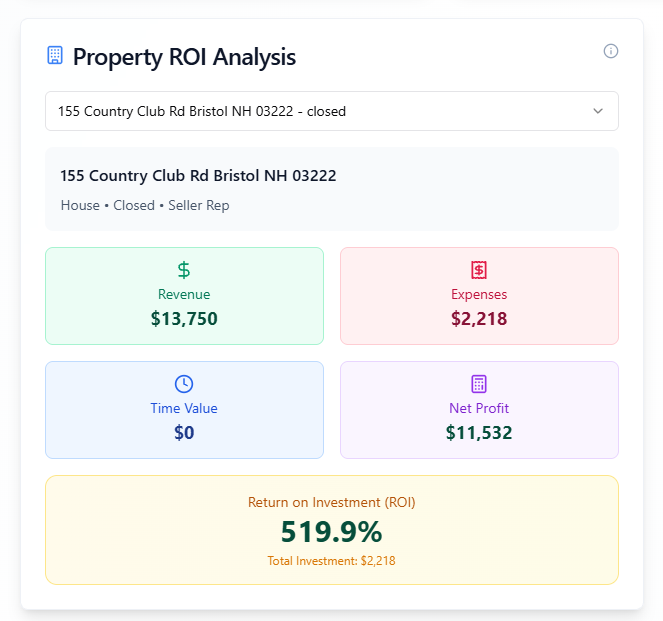 Property ROI Analysis
155 Country Club Rd Bristol NH 03222 - closed
155 Country Club Rd Bristol NH 03222
House • Closed • Seller Rep
Revenue
$13,750
Expenses
$2,218
Time Value
$0
Net Profit
$11,532
Return on Investment (ROI)
519.9%
Total Investment: $2,218